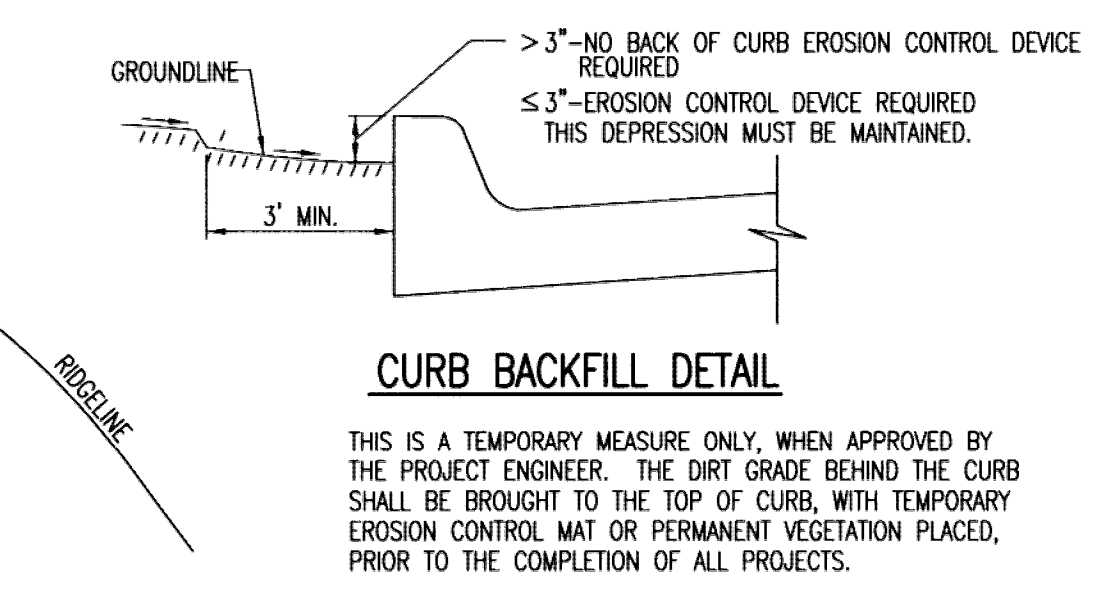 > 3"-NO BACK OF CURB EROSION CONTROL DEVICE
REQUIRED
GROUNDLINE
≤ 3"-EROSION CONTROL DEVICE REQUIRED
THIS DEPRESSION MUST BE MAINTAINED.
3' MIN.
RIDGELINE
CURB BACKFILL DETAIL
THIS IS A TEMPORARY MEASURE ONLY, WHEN APPROVED BY
THE PROJECT ENGINEER. THE DIRT GRADE BEHIND THE CURB
SHALL BE BROUGHT TO THE TOP OF CURB, WITH TEMPORARY
EROSION CONTROL MAT OR PERMANENT VEGETATION PLACED,
PRIOR TO THE COMPLETION OF ALL PROJECTS.